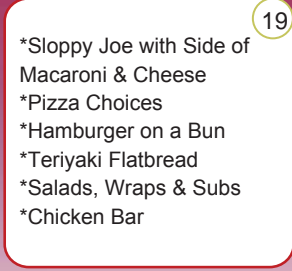 19
*Sloppy Joe with Side of
Macaroni & Cheese
*Pizza Choices
*Hamburger on a Bun
*Teriyaki Flatbread
*Salads, Wraps & Subs
*Chicken Bar